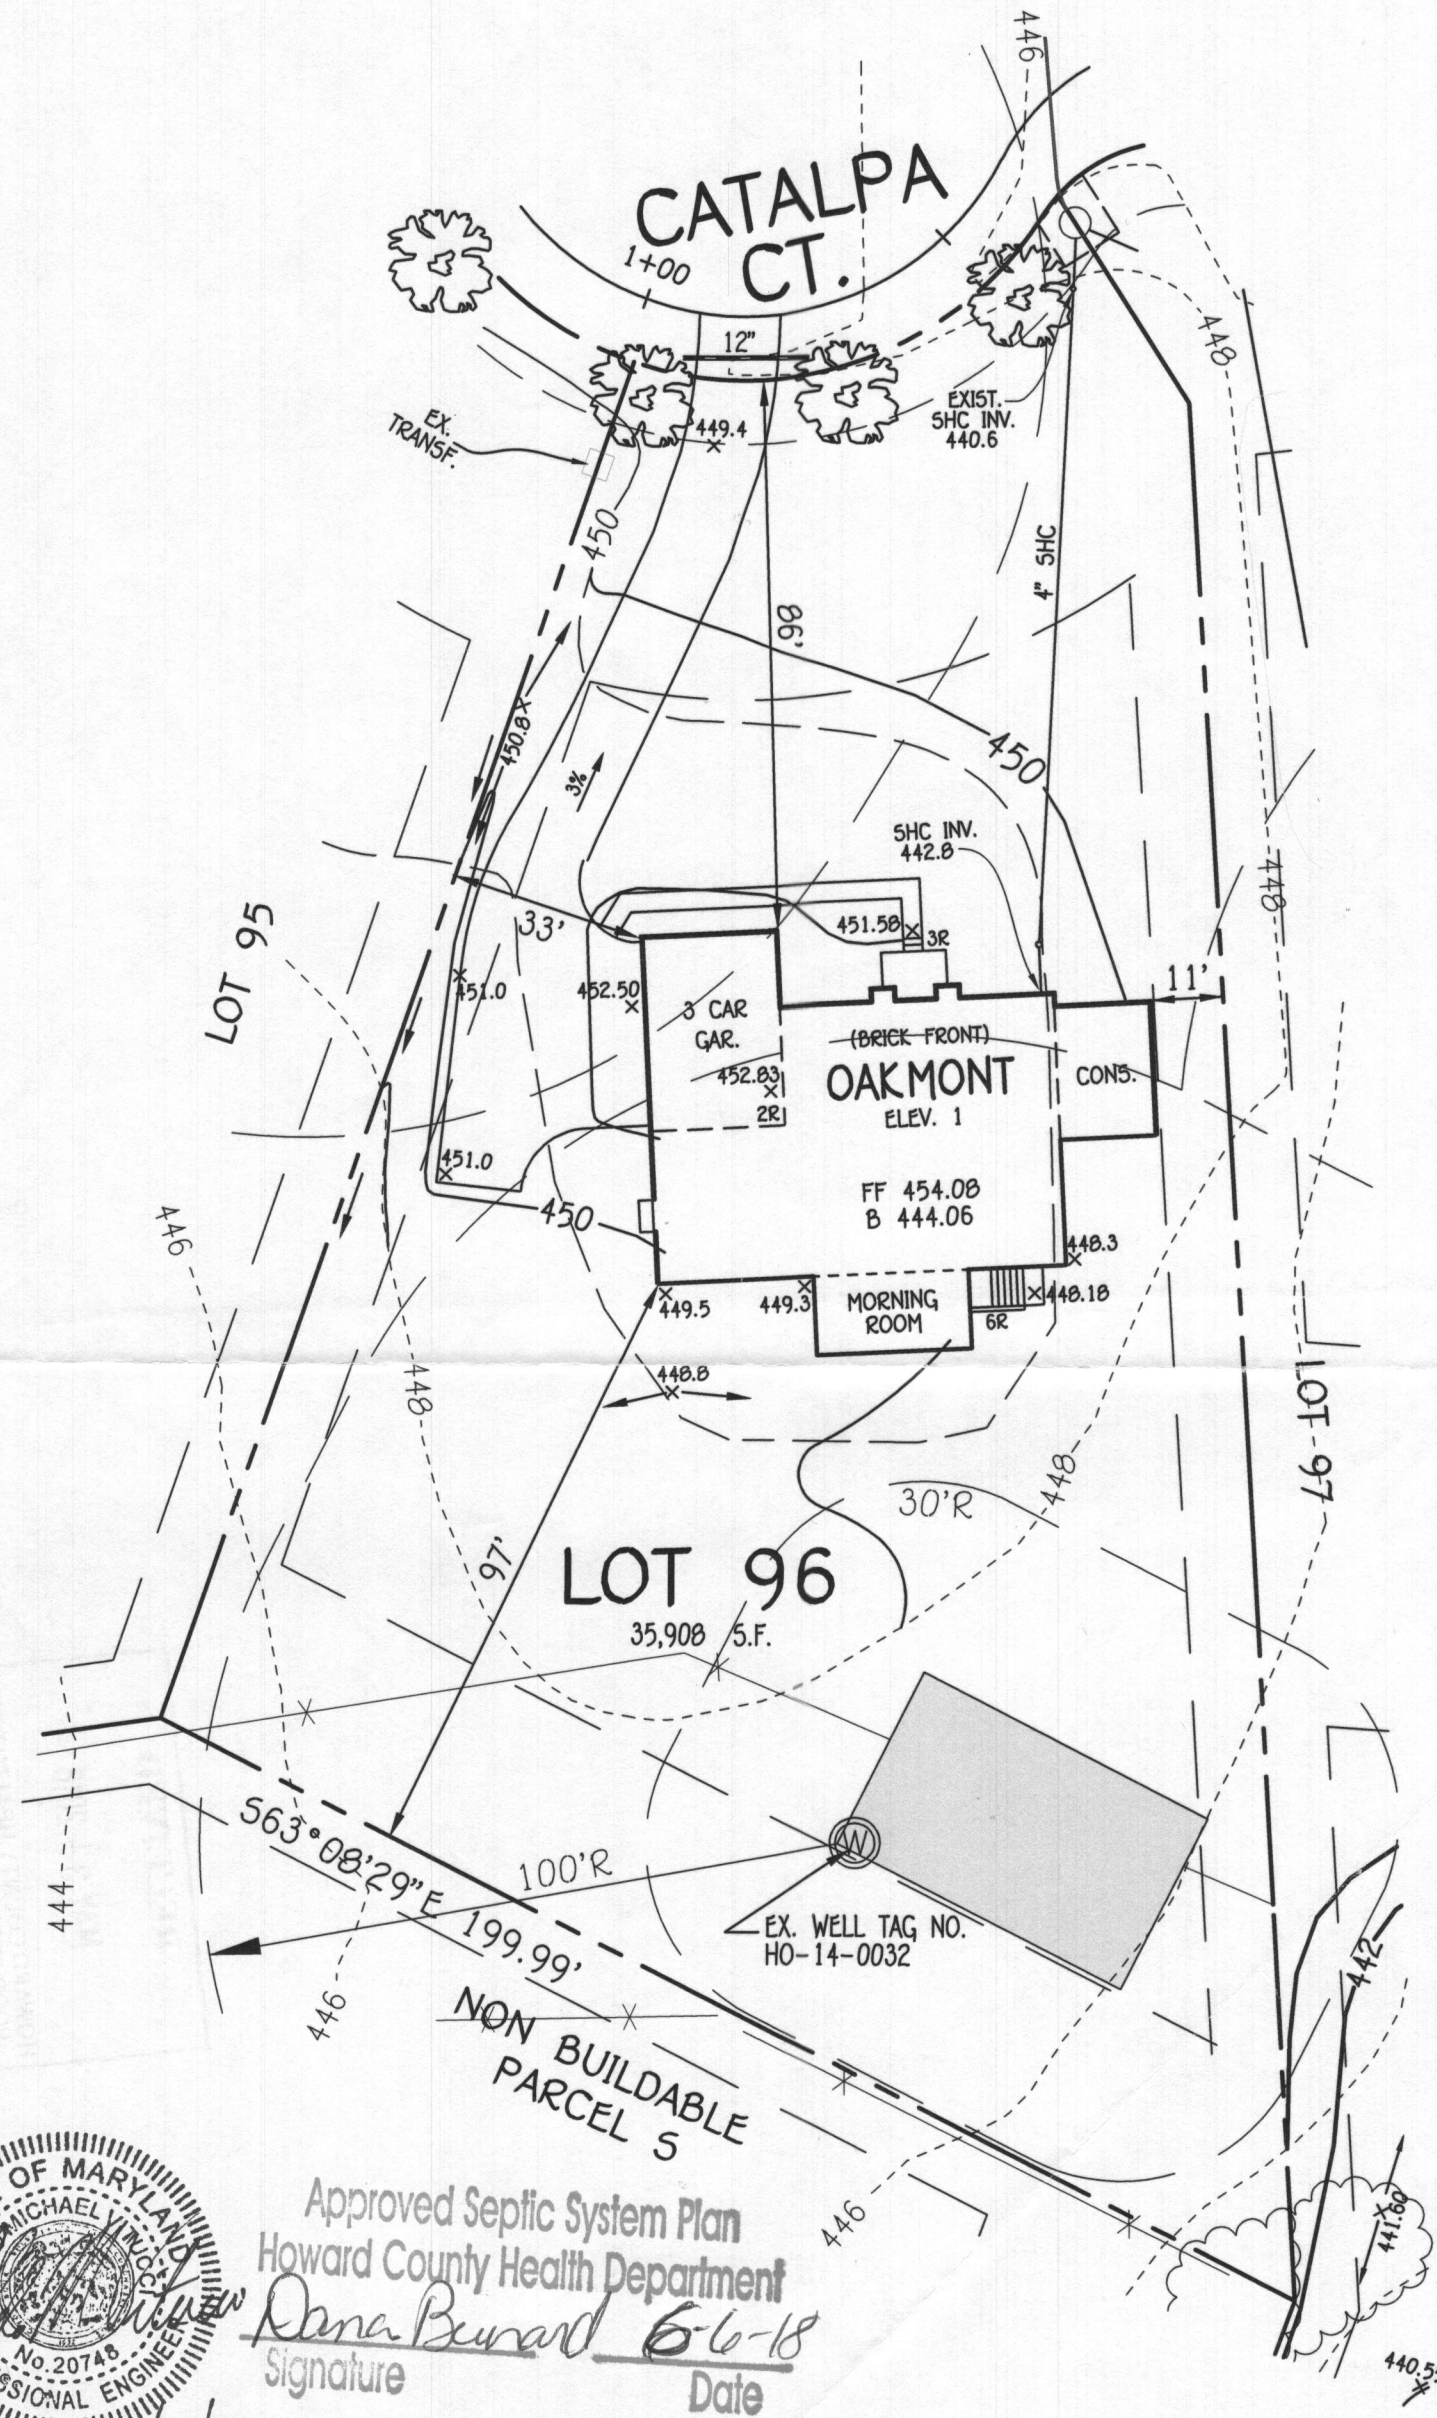 446
CATALPA
CT.
1+00
12"
448
449.4
EXIST.
SHC INV.
440.6
EX.
TRANSF.
450
4" SHC
98'
450.8
3%
450
SHC INV.
442.8
448
LOT 95
33'
451.58
3R
451.0
452.50
11'
3 CAR
GAR.
(BRICK FRONT)
OAKMONT
ELEV. 1
CONS.
452.83
2R
451.0
450
FF 454.08
B 444.06
446
448.3
448.18
449.5
449.3
MORNING
ROOM
6R
448.8
448
LOT 97
448
30'R
97'
LOT 96
35,908 S.F.
S63°08'29"E 199.99'
100'R
444
EX. WELL TAG NO.
HO-14-0032
442
446
NON BUILDABLE
PARCEL S
446
441.60
OF MARYLAND
MICHAEL
No. 20748
ENGINEER
Approved Septic System Plan
Howard County Health Department
6-6-18
Signature
Date